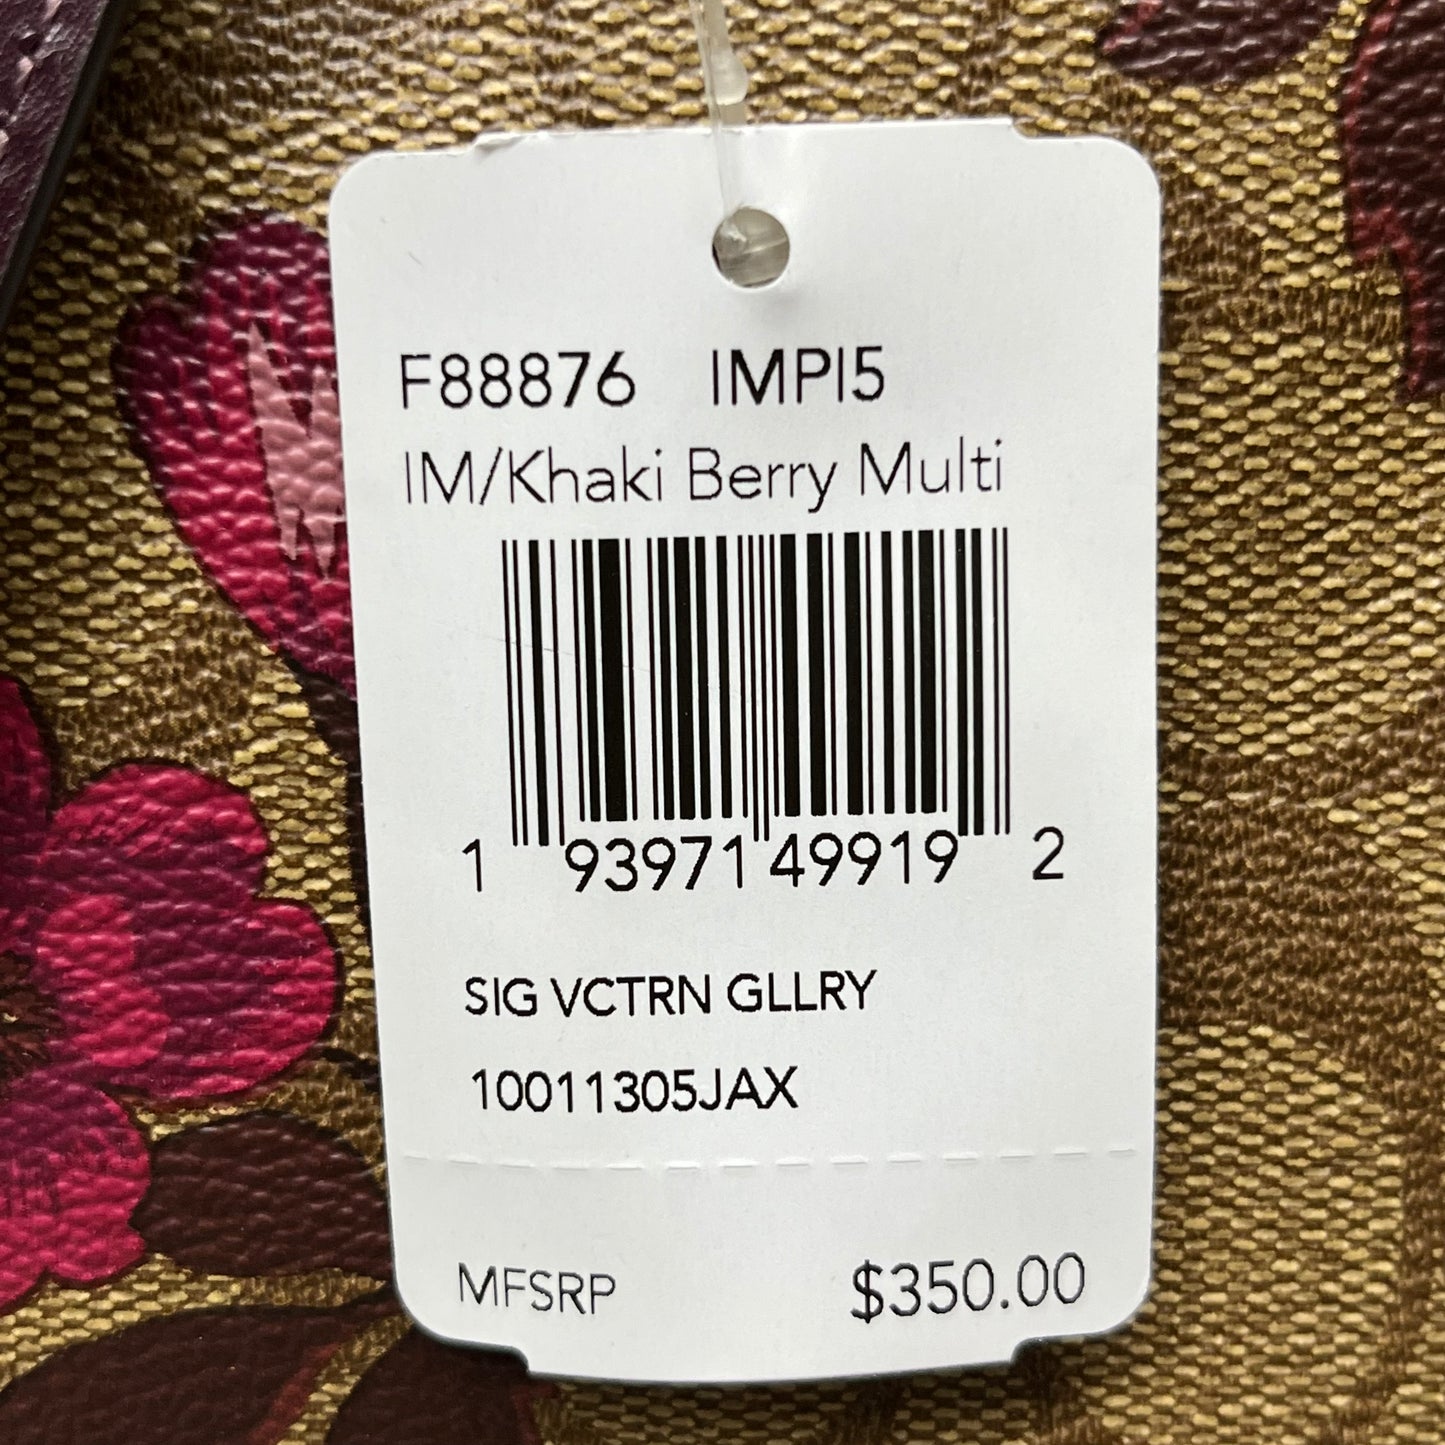 F88876 IMPI5
IM/Khaki Berry Multi
1 93971 49919 2
SIG VCTRN GLLRY
10011305JAX
MFSRP $350.00